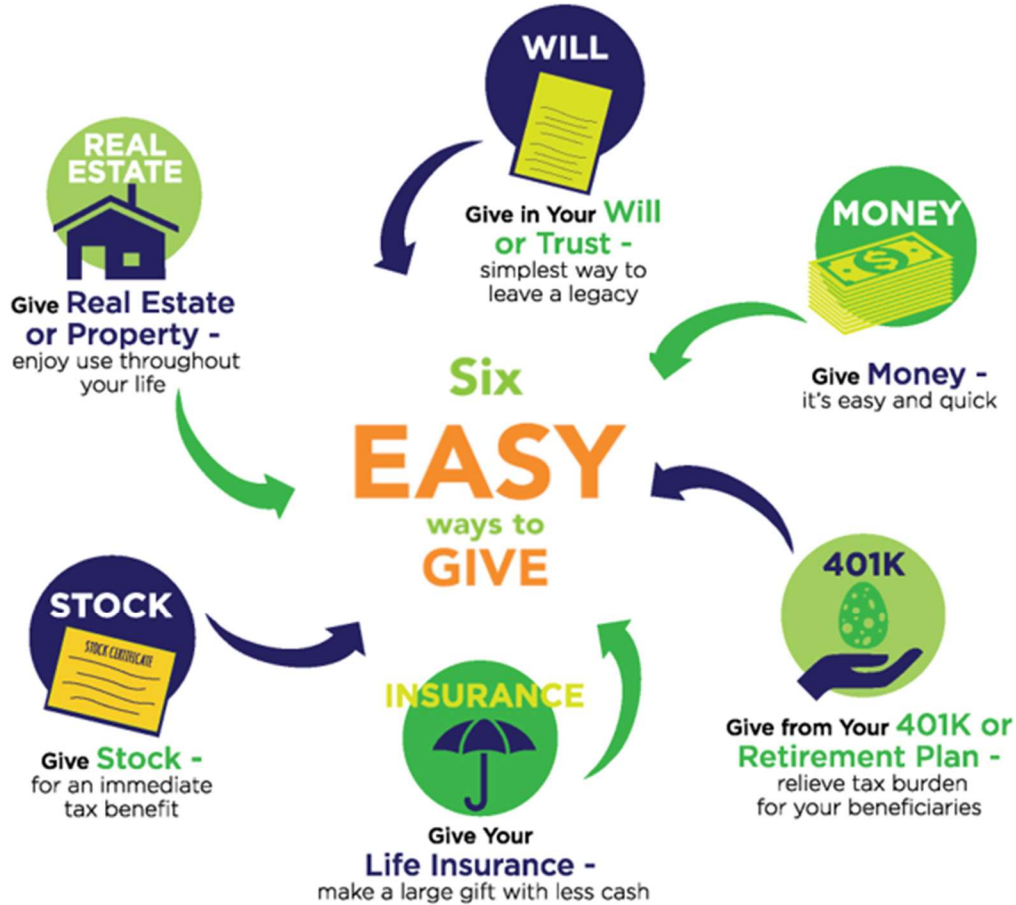 WILL
Give in Your Will
or Trust -
simplest way to
leave a legacy
MONEY
Give Money -
it's easy and quick
401K
Give from Your 401K or
Retirement Plan -
relieve tax burden
for your beneficiaries
INSURANCE
Give Your
Life Insurance -
make a large gift with less cash
STOCK
STOCK CERTIFICATE
Give Stock -
for an immediate
tax benefit
REAL
ESTATE
Give Real Estate
or Property -
enjoy use throughout
your life
Six
EASY
ways to
GIVE